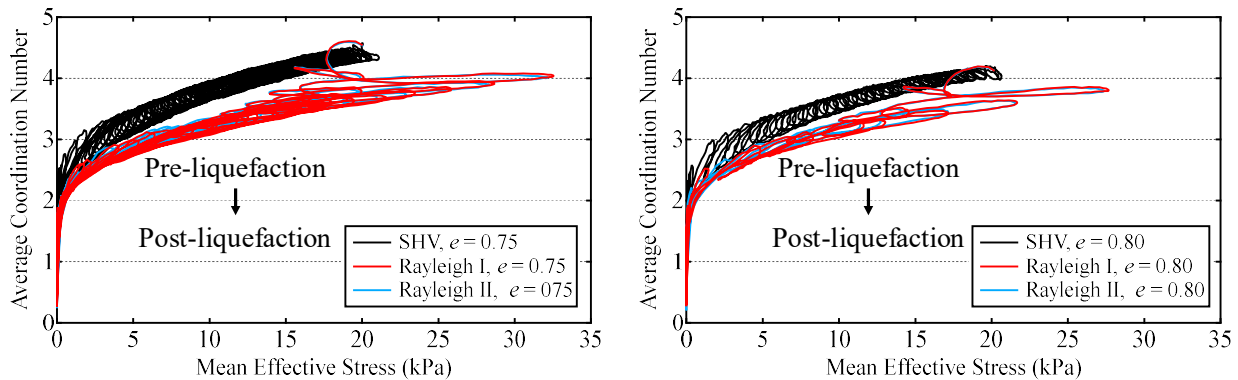 Average Coordination Number
5
4
3
2
1
0
Pre-liquefaction
Post-liquefaction
SHV, e = 0.75
Rayleigh I, e = 0.75
Rayleigh II, e = 075
0 5 10 15 20 25 30 35
Mean Effective Stress (kPa)
Average Coordination Number
5
4
3
2
1
0
Pre-liquefaction
Post-liquefaction
SHV, e = 0.80
Rayleigh I, e = 0.80
Rayleigh II, e = 0.80
0 5 10 15 20 25 30 35
Mean Effective Stress (kPa)